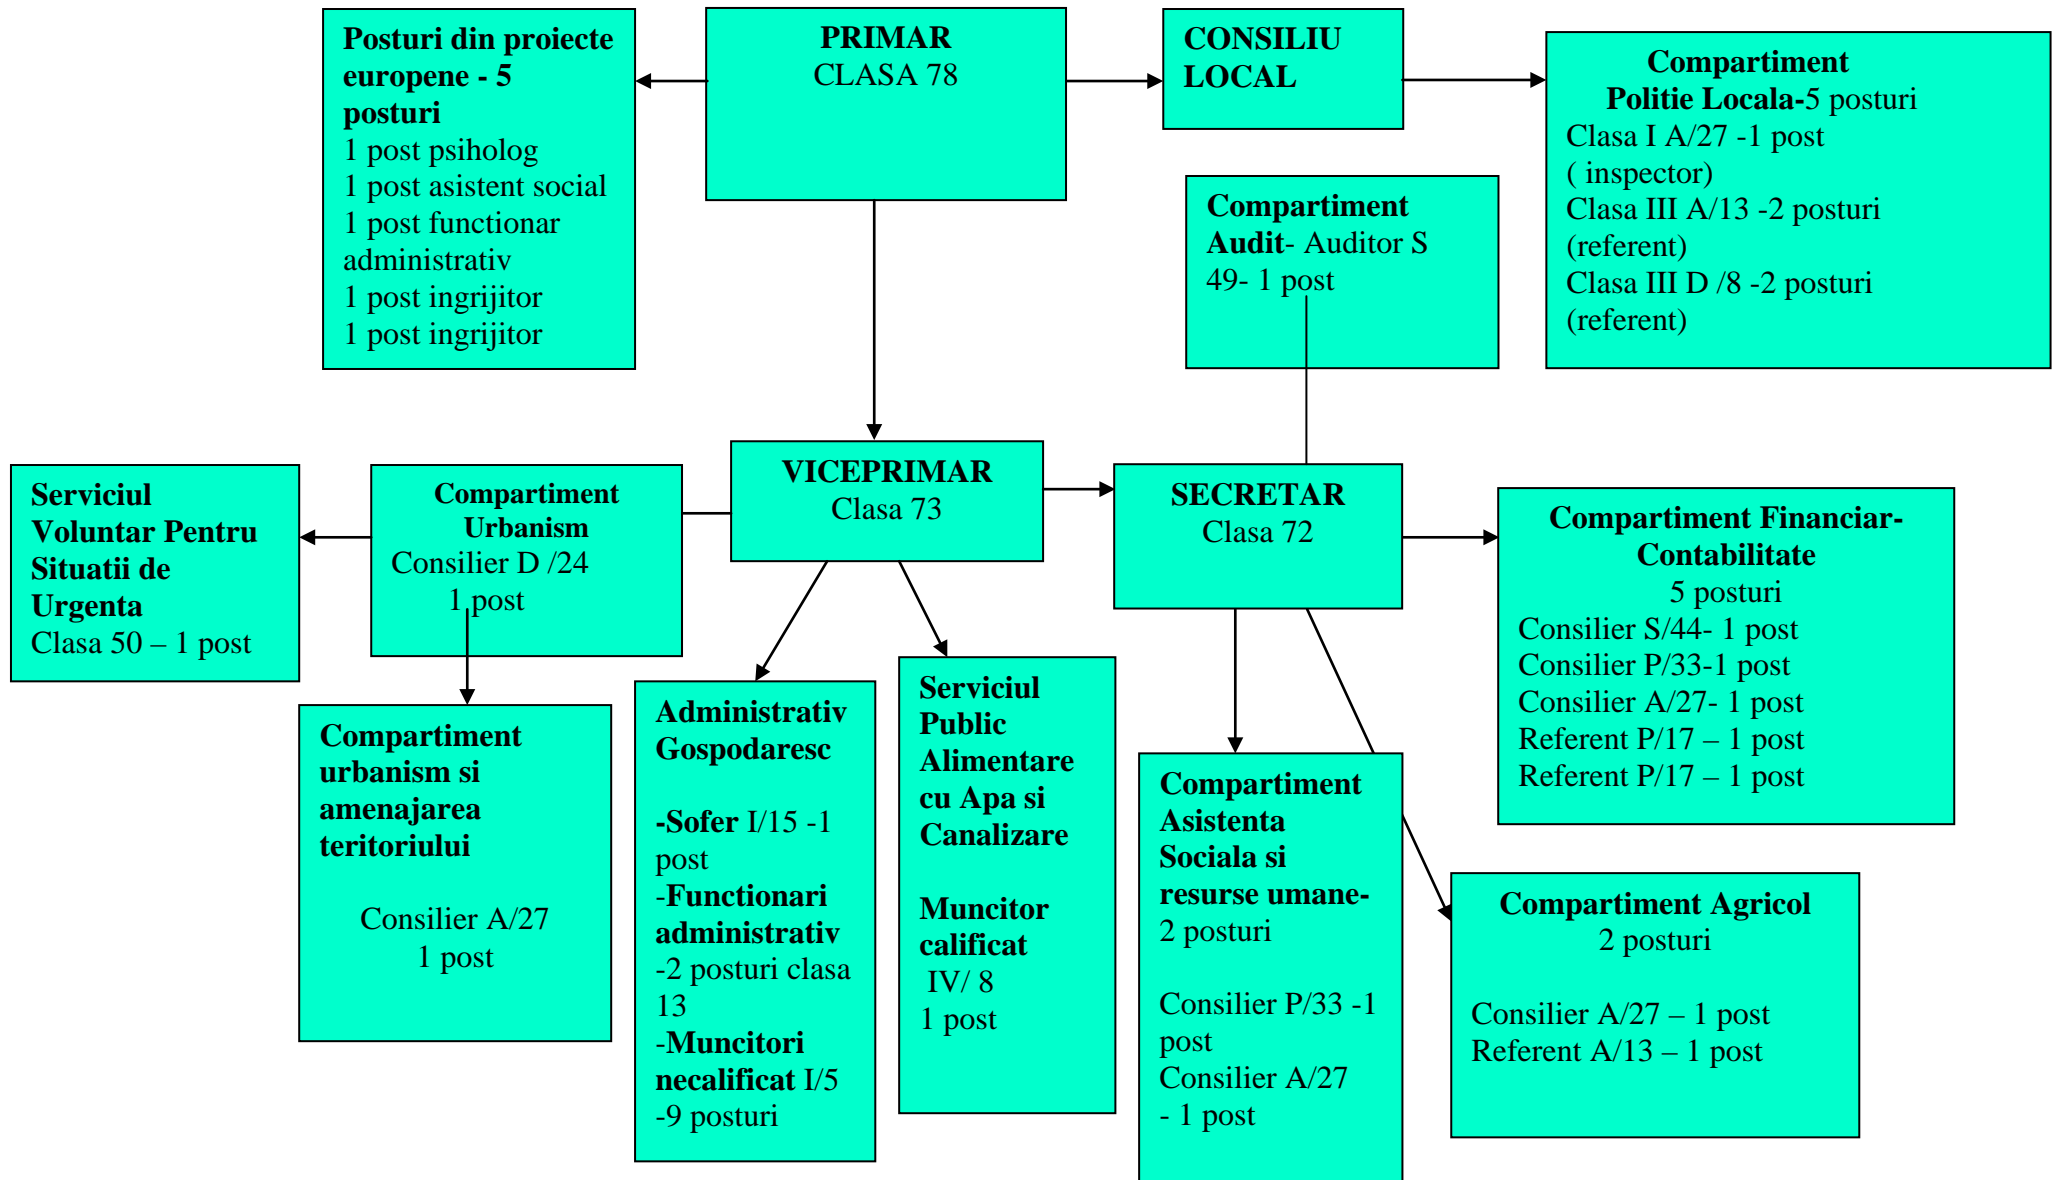 Posturi din proiecte
europene - 5
posturi
1 post psiholog
1 post asistent social
1 post functionar
administrativ
1 post ingrijitor
1 post ingrijitor
PRIMAR
CLASA 78
CONSILIU
LOCAL
Compartiment
Politie Locala-5 posturi
Clasa I A/27 -1 post
( inspector)
Clasa III A/13 -2 posturi
(referent)
Clasa III D /8 -2 posturi
(referent)
Compartiment
Audit- Auditor S
49- 1 post
Serviciul
Voluntar Pentru
Situatii de
Urgenta
Clasa 50 – 1 post
Compartiment
Urbanism
Consilier D /24
1 post
VICEPRIMAR
Clasa 73
SECRETAR
Clasa 72
Compartiment Financiar-
Contabilitate
5 posturi
Consilier S/44- 1 post
Consilier P/33-1 post
Consilier A/27- 1 post
Referent P/17 – 1 post
Referent P/17 – 1 post
Compartiment
urbanism si
amenajarea
teritoriului
Consilier A/27
1 post
Administrativ
Gospodaresc
-Sofer I/15 -1
post
-Functionari
administrativ
-2 posturi clasa
13
-Muncitori
necalificat I/5
-9 posturi
Serviciul
Public
Alimentare
cu Apa si
Canalizare
Muncitor
calificat
IV/ 8
1 post
Compartiment
Asistenta
Sociala si
resurse umane-
2 posturi
Consilier P/33 -1
post
Consilier A/27
- 1 post
Compartiment Agricol
2 posturi
Consilier A/27 – 1 post
Referent A/13 – 1 post